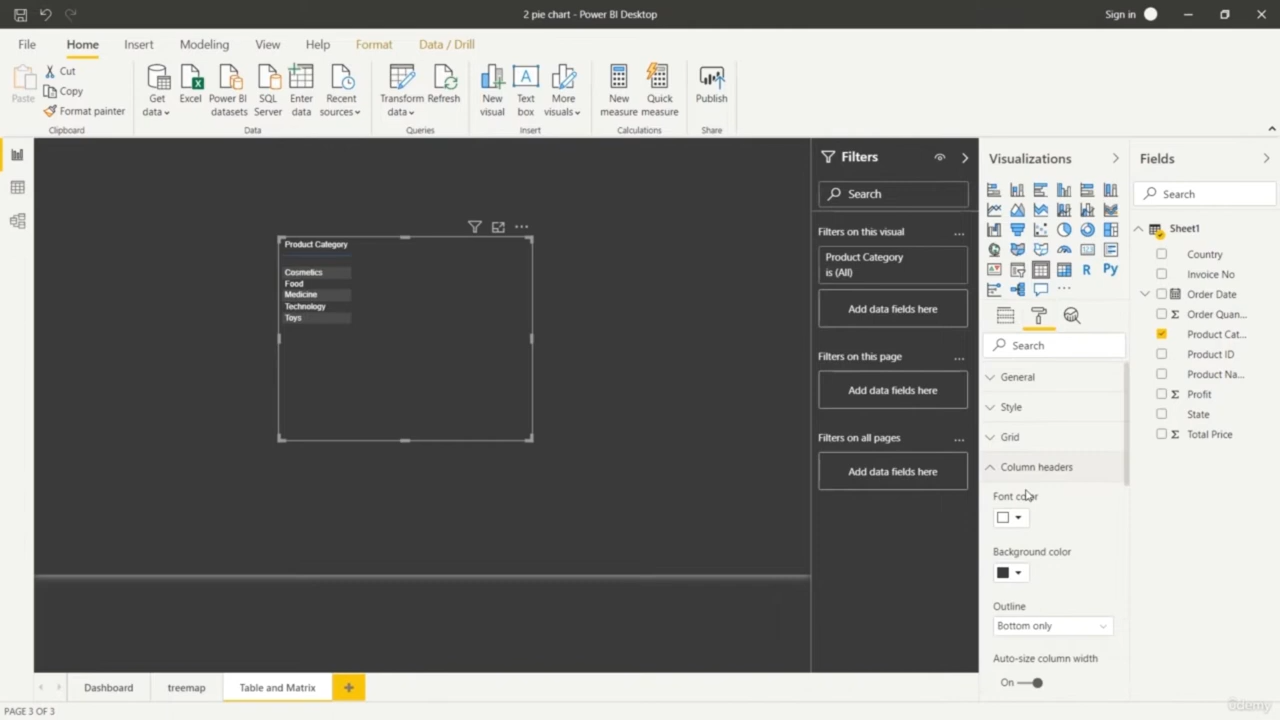 2 pie chart - Power BI Desktop
Sign in
File Home Insert Modeling View Help Format Data / Drill
Paste
Cut
Copy
Format painter
Clipboard
Get data
Excel
Power BI datasets
SQL Server
Enter data
Recent sources
Data
Transform data
Refresh
Queries
New visual
Text box
More visuals
Insert
New measure
Quick measure
Calculations
Publish
Share
Product Category
Cosmetics
Food
Medicine
Technology
Toys
Filters
Search
Filters on this visual ...
Product Category
is (All)
Add data fields here
Filters on this page ...
Add data fields here
Filters on all pages ...
Add data fields here
Visualizations
R Py
...
Search
General
Style
Grid
Column headers
Font color
Background color
Outline
Bottom only
Auto-size column width
On
Fields
Search
Sheet1
Country
Invoice No
Order Date
Σ Order Quan...
Product Cat...
Product ID
Product Na...
Σ Profit
State
Σ Total Price
Dashboard treemap Table and Matrix +
PAGE 3 OF 3
ûdemy